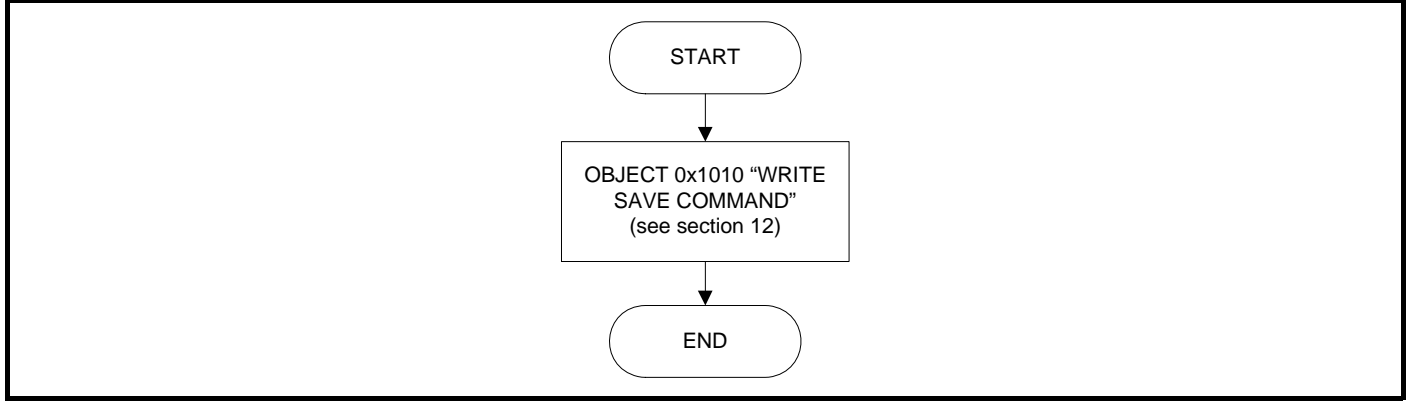 START
OBJECT 0x1010 “WRITE
SAVE COMMAND”
(see section 12)
END